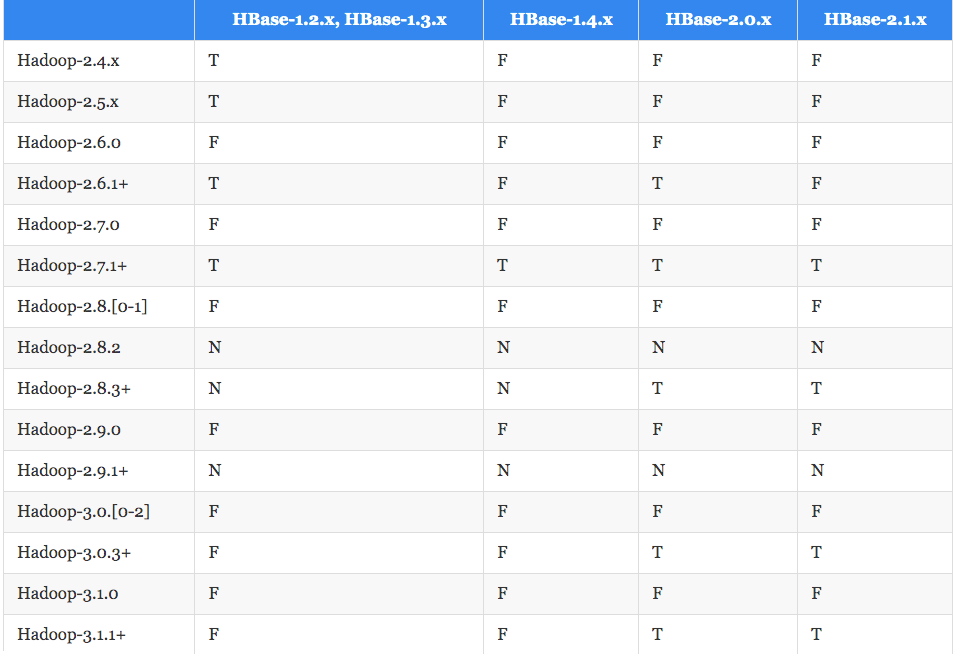 HBase-1.2.x, HBase-1.3.x HBase-1.4.x HBase-2.0.x HBase-2.1.x
Hadoop-2.4.x T F F F
Hadoop-2.5.x T F F F
Hadoop-2.6.0 F F F F
Hadoop-2.6.1+ T F T F
Hadoop-2.7.0 F F F F
Hadoop-2.7.1+ T T T T
Hadoop-2.8.[0-1] F F F F
Hadoop-2.8.2 N N N N
Hadoop-2.8.3+ N N T T
Hadoop-2.9.0 F F F F
Hadoop-2.9.1+ N N N N
Hadoop-3.0.[0-2] F F F F
Hadoop-3.0.3+ F F T T
Hadoop-3.1.0 F F F F
Hadoop-3.1.1+ F F T T